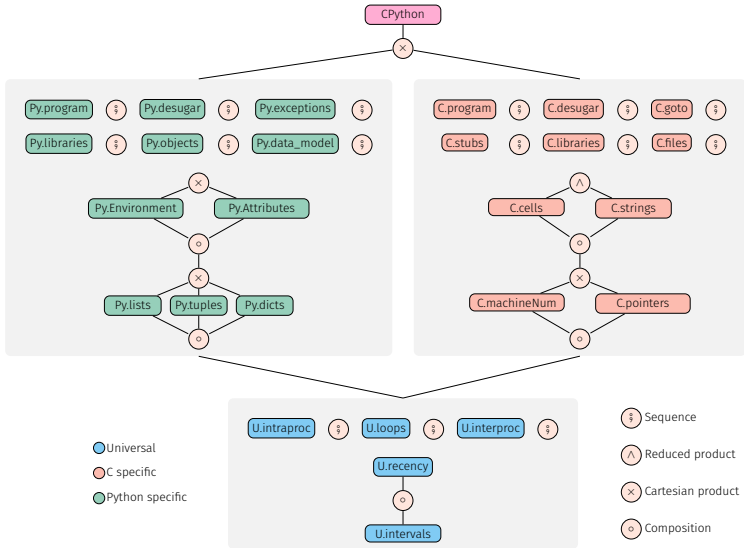 CPython
×
Py.program ; Py.desugar ; Py.exceptions ;
Py.libraries ; Py.objects ; Py.data_model ;
×
Py.Environment Py.Attributes
∘
×
Py.lists Py.tuples Py.dicts
∘
C.program ; C.desugar ; C.goto ;
C.stubs ; C.libraries ; C.files ;
∧
C.cells C.strings
∘
×
C.machineNum C.pointers
∘
U.intraproc ; U.loops ; U.interproc ;
U.recency
∘
U.intervals
Universal
C specific
Python specific
; Sequence
∧ Reduced product
× Cartesian product
∘ Composition